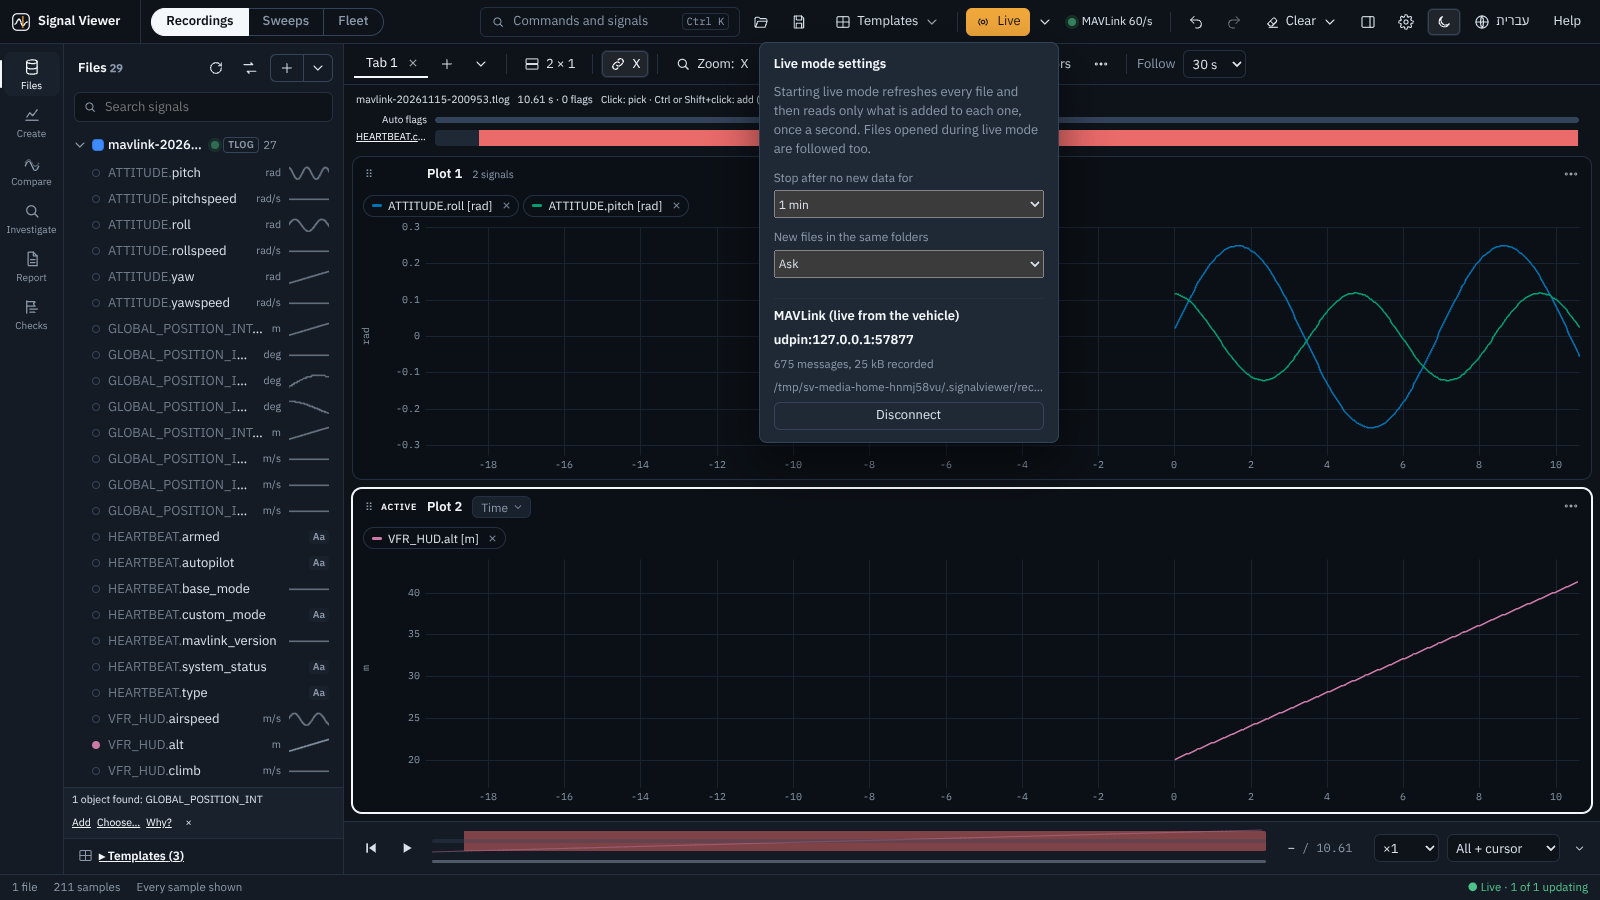 Signal Viewer
Recordings
Sweeps
Fleet
Commands and signals
Ctrl K
Templates
Live
MAVLink 60/s
Clear
עברית
Help
Files
Create
Compare
Investigate
Report
Checks
Files 29
Search signals
mavlink-2026...
TLOG
27
ATTITUDE.pitch rad
ATTITUDE.pitchspeed rad/s
ATTITUDE.roll rad
ATTITUDE.rollspeed rad/s
ATTITUDE.yaw rad
ATTITUDE.yawspeed rad/s
GLOBAL_POSITION_INT... m
GLOBAL_POSITION_I... deg
GLOBAL_POSITION_I... deg
GLOBAL_POSITION_I... deg
GLOBAL_POSITION_INT... m
GLOBAL_POSITION_I... m/s
GLOBAL_POSITION_I... m/s
GLOBAL_POSITION_I... m/s
HEARTBEAT.armed Aa
HEARTBEAT.autopilot Aa
HEARTBEAT.base_mode
HEARTBEAT.custom_mode Aa
HEARTBEAT.mavlink_version
HEARTBEAT.system_status Aa
HEARTBEAT.type Aa
VFR_HUD.airspeed m/s
VFR_HUD.alt m
VFR_HUD.climb m/s
1 object found: GLOBAL_POSITION_INT
Add Choose... Why? ×
▸ Templates (3)
Tab 1 ×
2 × 1
X
Zoom: X
rs
Follow
30 s
mavlink-20261115-200953.tlog 10.61 s · 0 flags Click: pick · Ctrl or Shift+click: add (
Auto flags
HEARTBEAT.c...
Plot 1 2 signals
ATTITUDE.roll [rad] ×
ATTITUDE.pitch [rad] ×
rad
0.3
0.2
0.1
0
-0.1
-0.2
-0.3
-18 -16 -14 -12 -10 -8 -6 -4 -2 0 2 4 6 8 10
Live mode settings
Starting live mode refreshes every file and
then reads only what is added to each one,
once a second. Files opened during live mode
are followed too.
Stop after no new data for
1 min
New files in the same folders
Ask
MAVLink (live from the vehicle)
udpin:127.0.0.1:57877
675 messages, 25 kB recorded
/tmp/sv-media-home-hnmj58vu/.signalviewer/rec...
Disconnect
ACTIVE Plot 2 Time
VFR_HUD.alt [m] ×
m
40
35
30
25
20
-18 -16 -14 -12 -10 -8 -6 -4 -2 0 2 4 6 8 10
– / 10.61
×1
All + cursor
1 file 211 samples Every sample shown
Live · 1 of 1 updating